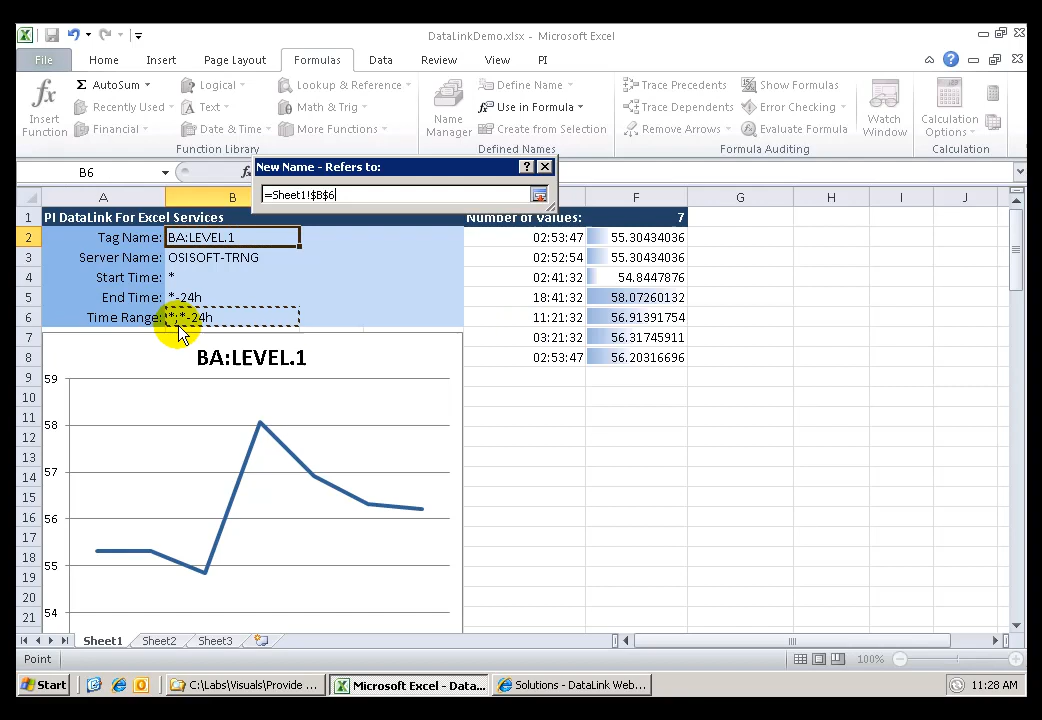 DataLinkDemo.xlsx - Microsoft Excel
File Home Insert Page Layout Formulas Data Review View PI
Insert Function
Σ AutoSum
Recently Used
Financial
Logical
Text
Date & Time
Lookup & Reference
Math & Trig
More Functions
Function Library
Name Manager
Define Name
Use in Formula
Create from Selection
Defined Names
Trace Precedents
Trace Dependents
Remove Arrows
Show Formulas
Error Checking
Evaluate Formula
Formula Auditing
Watch Window
Calculation Options
Calculation
New Name - Refers to:
=Sheet1!$B$6
B6
A B F G H I J
1 PI DataLink For Excel Services Number of Values: 7
2 Tag Name: BA:LEVEL.1 02:53:47 55.30434036
3 Server Name: OSISOFT-TRNG 02:52:54 55.30434036
4 Start Time: * 02:41:32 54.8447876
5 End Time: *-24h 18:41:32 58.07260132
6 Time Range: *;*-24h 11:21:32 56.91391754
7 03:21:32 56.31745911
8 02:53:47 56.20316696
BA:LEVEL.1
9
10
11
12
13
14
15
16
17
18
19
20
21
59
58
57
56
55
54
Sheet1 Sheet2 Sheet3
Point 100%
Start C:\Labs\Visuals\Provide ... Microsoft Excel - Data... Solutions - DataLink Web... 11:28 AM